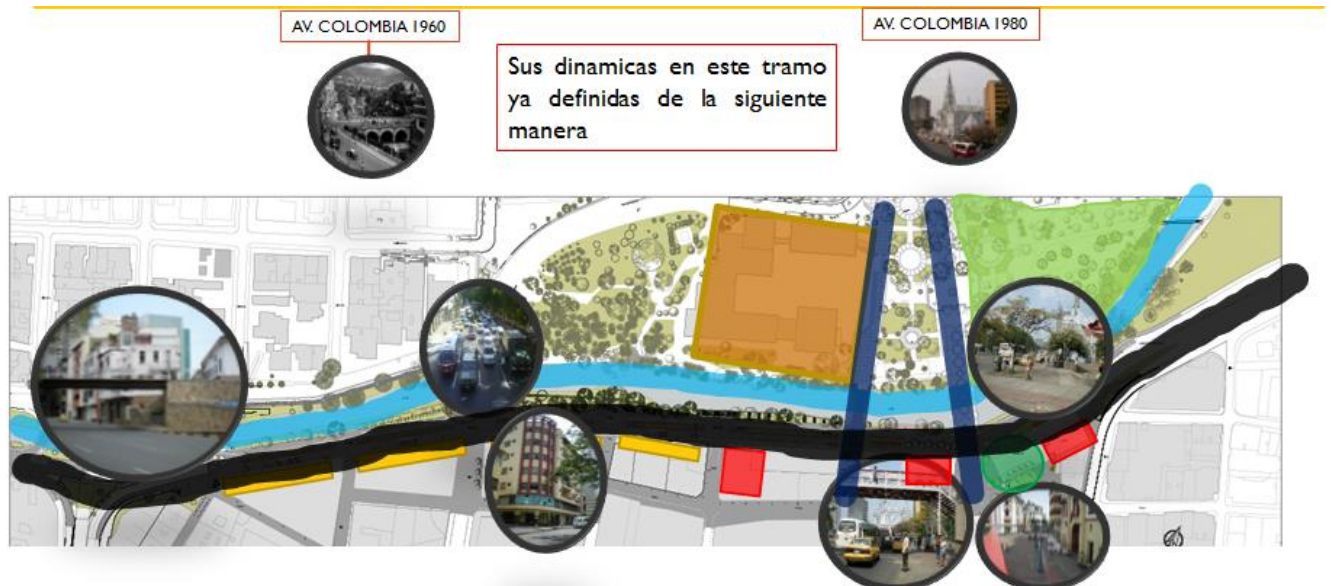 AV. COLOMBIA 1960
AV. COLOMBIA 1980
Sus dinamicas en este tramo
ya definidas de la siguiente
manera